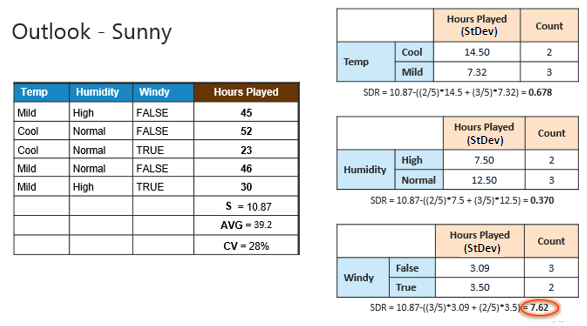 Outlook - Sunny
Temp Humidity Windy Hours Played
Mild High FALSE 45
Cool Normal FALSE 52
Cool Normal TRUE 23
Mild Normal FALSE 46
Mild High TRUE 30
S = 10.87
AVG = 39.2
CV = 28%
Hours Played (StDev) Count
Temp
Cool 14.50 2
Mild 7.32 3
SDR = 10.87-((2/5)*14.5 + (3/5)*7.32) = 0.678
Hours Played (StDev) Count
Humidity
High 7.50 2
Normal 12.50 3
SDR = 10.87-((2/5)*7.5 + (3/5)*12.5) = 0.370
Hours Played (StDev) Count
Windy
False 3.09 3
True 3.50 2
SDR = 10.87-((3/5)*3.09 + (2/5)*3.5) = 7.62